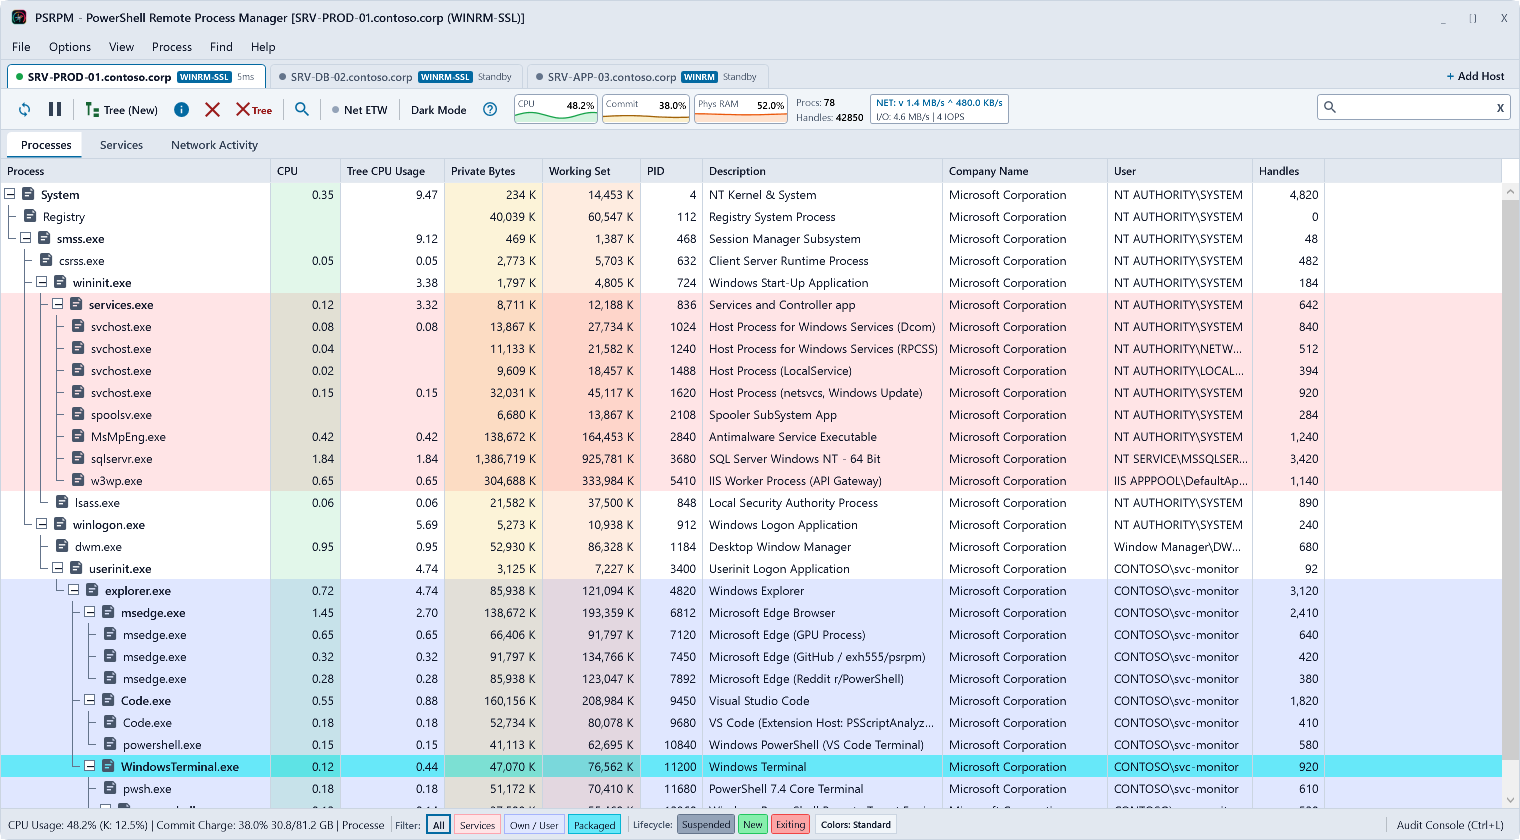 PSRPM - PowerShell Remote Process Manager [SRV-PROD-01.contoso.corp (WINRM-SSL)]
File Options View Process Find Help
SRV-PROD-01.contoso.corp WINRM-SSL 5ms SRV-DB-02.contoso.corp WINRM-SSL Standby SRV-APP-03.contoso.corp WINRM Standby + Add Host
Tree (New) Tree Net ETW Dark Mode CPU 48.2% Commit 38.0% Phys RAM 52.0% Procs: 78 NET: v 1.4 MB/s ^ 480.0 KB/s X
Handles: 42850 I/O: 4.6 MB/s | 4 IOPS
Processes Services Network Activity
Process CPU Tree CPU Usage Private Bytes Working Set PID Description Company Name User Handles
System 0.35 9.47 234 K 14,453 K 4 NT Kernel & System Microsoft Corporation NT AUTHORITY\SYSTEM 4,820
Registry 40,039 K 60,547 K 112 Registry System Process Microsoft Corporation NT AUTHORITY\SYSTEM 0
smss.exe 9.12 469 K 1,387 K 468 Session Manager Subsystem Microsoft Corporation NT AUTHORITY\SYSTEM 48
csrss.exe 0.05 0.05 2,773 K 5,703 K 632 Client Server Runtime Process Microsoft Corporation NT AUTHORITY\SYSTEM 482
wininit.exe 3.38 1,797 K 4,805 K 724 Windows Start-Up Application Microsoft Corporation NT AUTHORITY\SYSTEM 184
services.exe 0.12 3.32 8,711 K 12,188 K 836 Services and Controller app Microsoft Corporation NT AUTHORITY\SYSTEM 642
svchost.exe 0.08 0.08 13,867 K 27,734 K 1024 Host Process for Windows Services (Dcom) Microsoft Corporation NT AUTHORITY\SYSTEM 840
svchost.exe 0.04 11,133 K 21,582 K 1240 Host Process for Windows Services (RPCSS) Microsoft Corporation NT AUTHORITY\NETW... 512
svchost.exe 0.02 9,609 K 18,457 K 1488 Host Process (LocalService) Microsoft Corporation NT AUTHORITY\LOCAL... 394
svchost.exe 0.15 0.15 32,031 K 45,117 K 1620 Host Process (netsvcs, Windows Update) Microsoft Corporation NT AUTHORITY\SYSTEM 920
spoolsv.exe 6,680 K 13,867 K 2108 Spooler SubSystem App Microsoft Corporation NT AUTHORITY\SYSTEM 284
MsMpEng.exe 0.42 0.42 138,672 K 164,453 K 2840 Antimalware Service Executable Microsoft Corporation NT AUTHORITY\SYSTEM 1,240
sqlservr.exe 1.84 1.84 1,386,719 K 925,781 K 3680 SQL Server Windows NT - 64 Bit Microsoft Corporation NT SERVICE\MSSQLSER... 3,420
w3wp.exe 0.65 0.65 304,688 K 333,984 K 5410 IIS Worker Process (API Gateway) Microsoft Corporation IIS APPPOOL\DefaultAp... 1,140
lsass.exe 0.06 0.06 21,582 K 37,500 K 848 Local Security Authority Process Microsoft Corporation NT AUTHORITY\SYSTEM 890
winlogon.exe 5.69 5,273 K 10,938 K 912 Windows Logon Application Microsoft Corporation NT AUTHORITY\SYSTEM 240
dwm.exe 0.95 0.95 52,930 K 86,328 K 1184 Desktop Window Manager Microsoft Corporation Window Manager\DW... 680
userinit.exe 4.74 3,125 K 7,227 K 3400 Userinit Logon Application Microsoft Corporation CONTOSO\svc-monitor 92
explorer.exe 0.72 4.74 85,938 K 121,094 K 4820 Windows Explorer Microsoft Corporation CONTOSO\svc-monitor 3,120
msedge.exe 1.45 2.70 138,672 K 193,359 K 6812 Microsoft Edge Browser Microsoft Corporation CONTOSO\svc-monitor 2,410
msedge.exe 0.65 0.65 66,406 K 91,797 K 7120 Microsoft Edge (GPU Process) Microsoft Corporation CONTOSO\svc-monitor 640
msedge.exe 0.32 0.32 91,797 K 134,766 K 7450 Microsoft Edge (GitHub / exh555/psrpm) Microsoft Corporation CONTOSO\svc-monitor 420
msedge.exe 0.28 0.28 85,938 K 123,047 K 7892 Microsoft Edge (Reddit r/PowerShell) Microsoft Corporation CONTOSO\svc-monitor 380
Code.exe 0.55 0.88 160,156 K 208,984 K 9450 Visual Studio Code Microsoft Corporation CONTOSO\svc-monitor 1,820
Code.exe 0.18 0.18 52,734 K 80,078 K 9680 VS Code (Extension Host: PSScriptAnalyz... Microsoft Corporation CONTOSO\svc-monitor 410
powershell.exe 0.15 0.15 41,113 K 62,695 K 10840 Windows PowerShell (VS Code Terminal) Microsoft Corporation CONTOSO\svc-monitor 580
WindowsTerminal.exe 0.12 0.44 47,070 K 76,562 K 11200 Windows Terminal Microsoft Corporation CONTOSO\svc-monitor 920
pwsh.exe 0.18 0.18 51,172 K 70,410 K 11680 PowerShell 7.4 Core Terminal Microsoft Corporation CONTOSO\svc-monitor 610
CPU Usage: 48.2% (K: 12.5%) | Commit Charge: 38.0% 30.8/81.2 GB | Processe Filter: All Services Own / User Packaged Lifecycle: Suspended New Exiting Colors: Standard Audit Console (Ctrl+L)